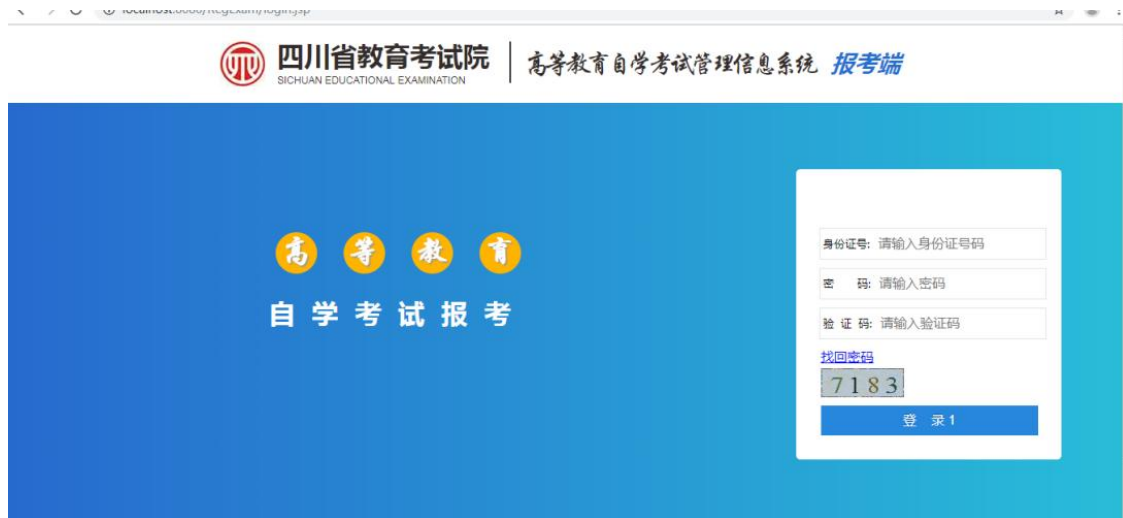 四川省教育考试院
SICHUAN EDUCATIONAL EXAMINATION
高等教育自学考试管理信息系统 报考端
高 等 教 育
自 学 考 试 报 考
身份证号: 请输入身份证号码
密 码: 请输入密码
验 证 码: 请输入验证码
找回密码
7183
登 录1